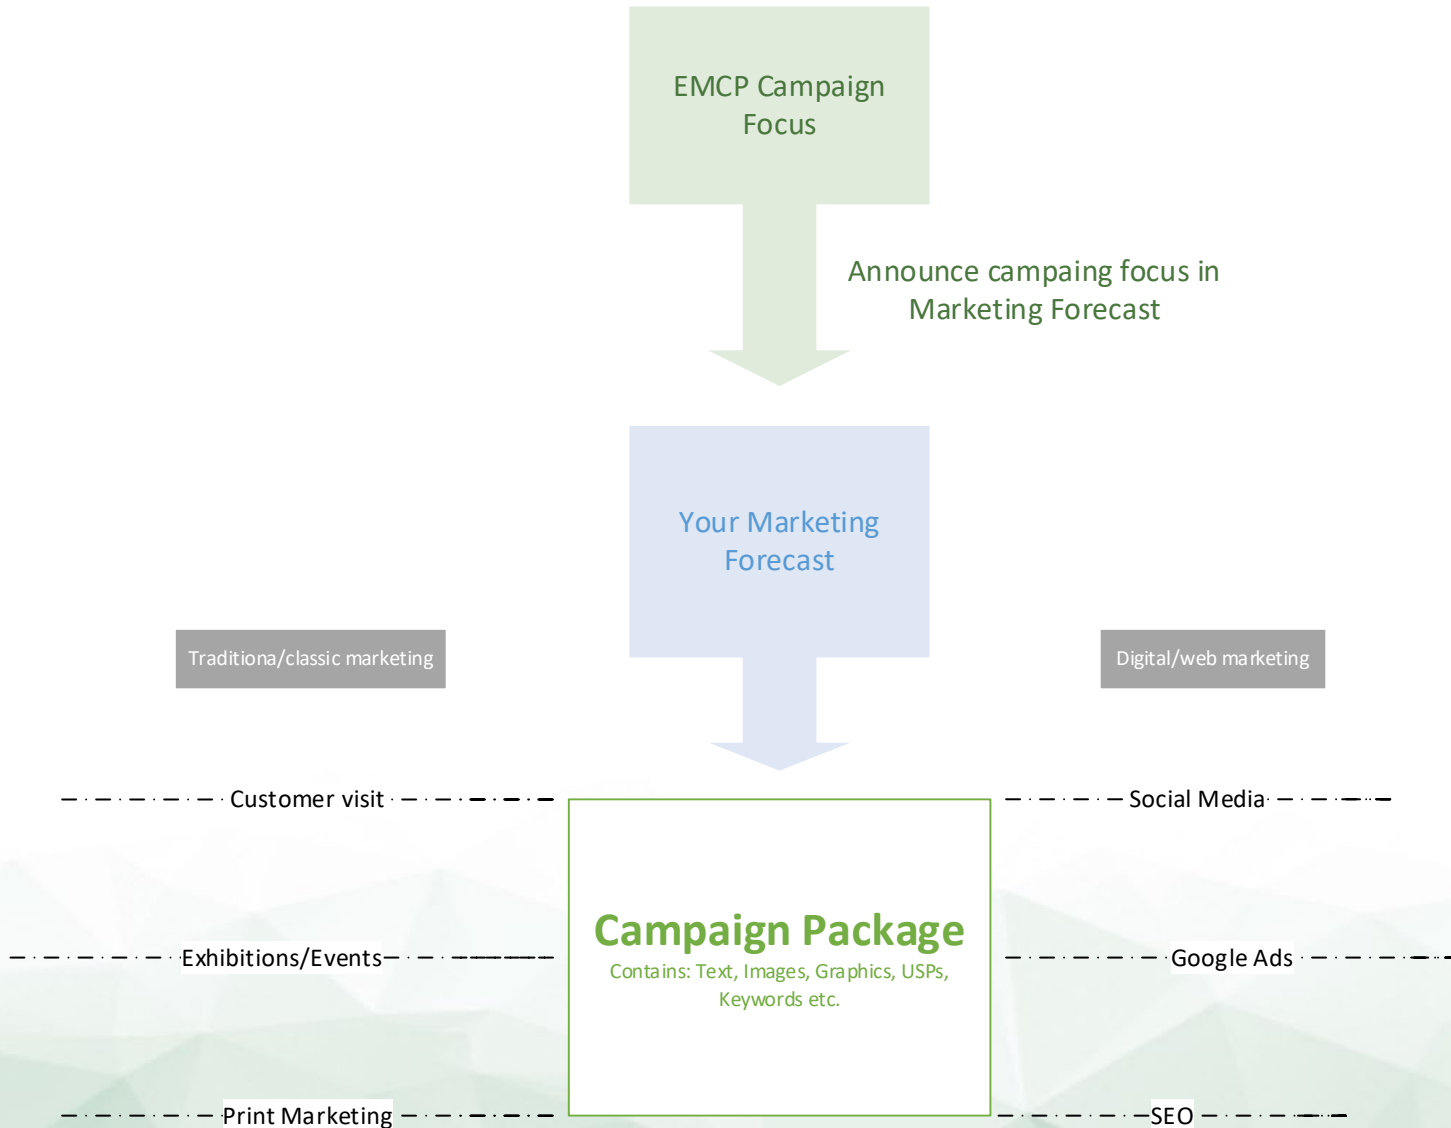 EMCP Campaign
Focus
Announce campaing focus in
Marketing Forecast
Your Marketing
Forecast
Traditiona/classic marketing
Digital/web marketing
Customer visit
Social Media
Campaign Package
Contains: Text, Images, Graphics, USPs,
Keywords etc.
Exhibitions/Events
Google Ads
Print Marketing
SEO